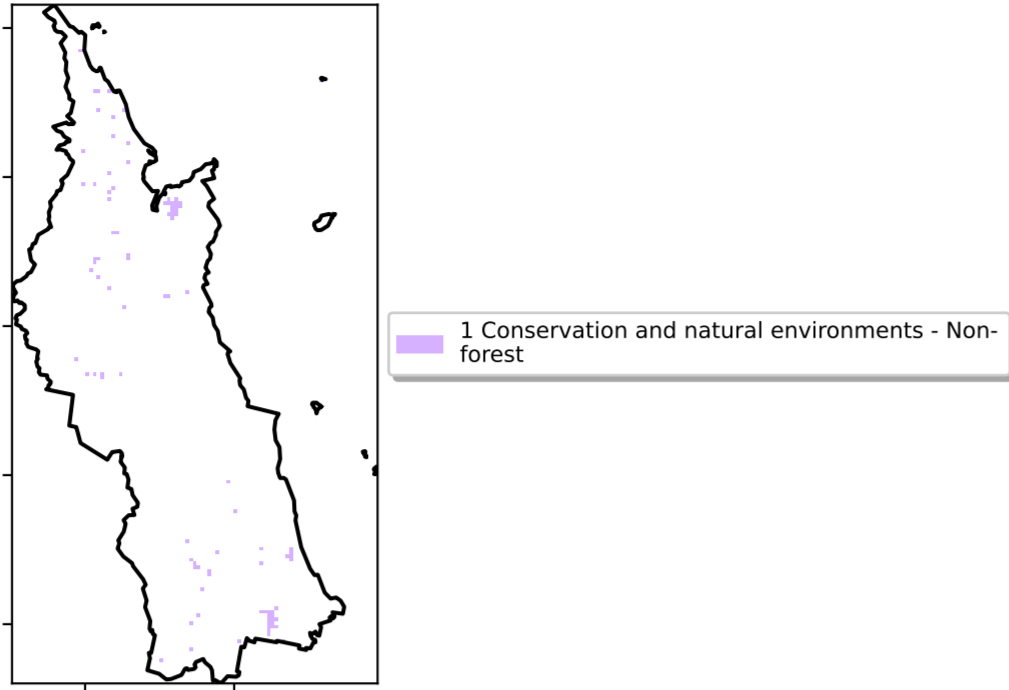 1 Conservation and natural environments - Non-
forest